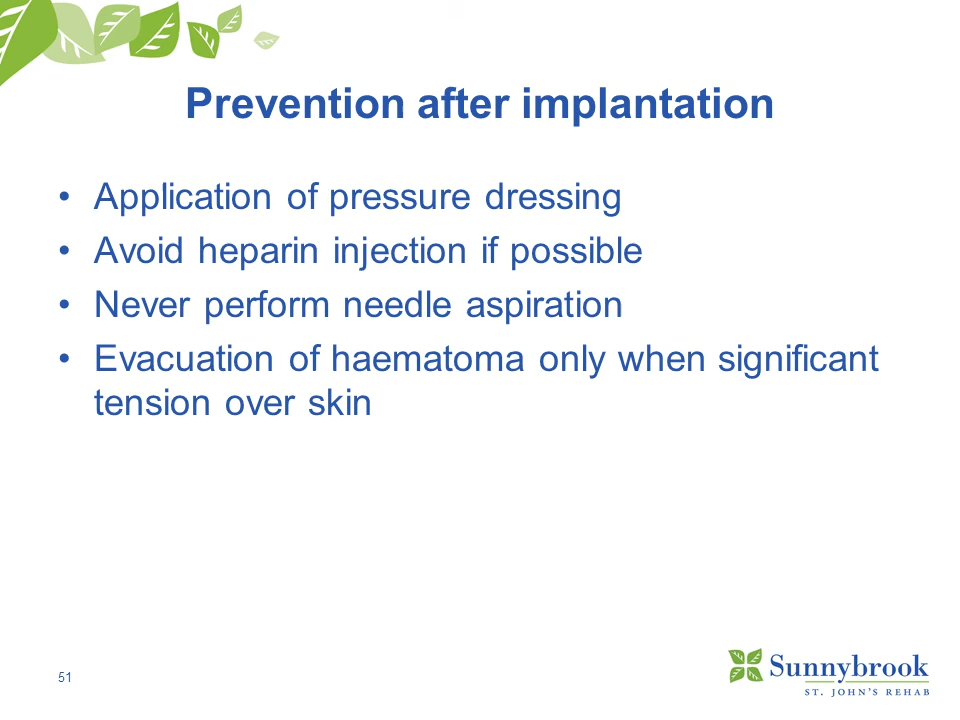 Prevention after implantation
• Application of pressure dressing
• Avoid heparin injection if possible
• Never perform needle aspiration
• Evacuation of haematoma only when significant
tension over skin
51
Sunnybrook
ST. JOHN'S REHAB